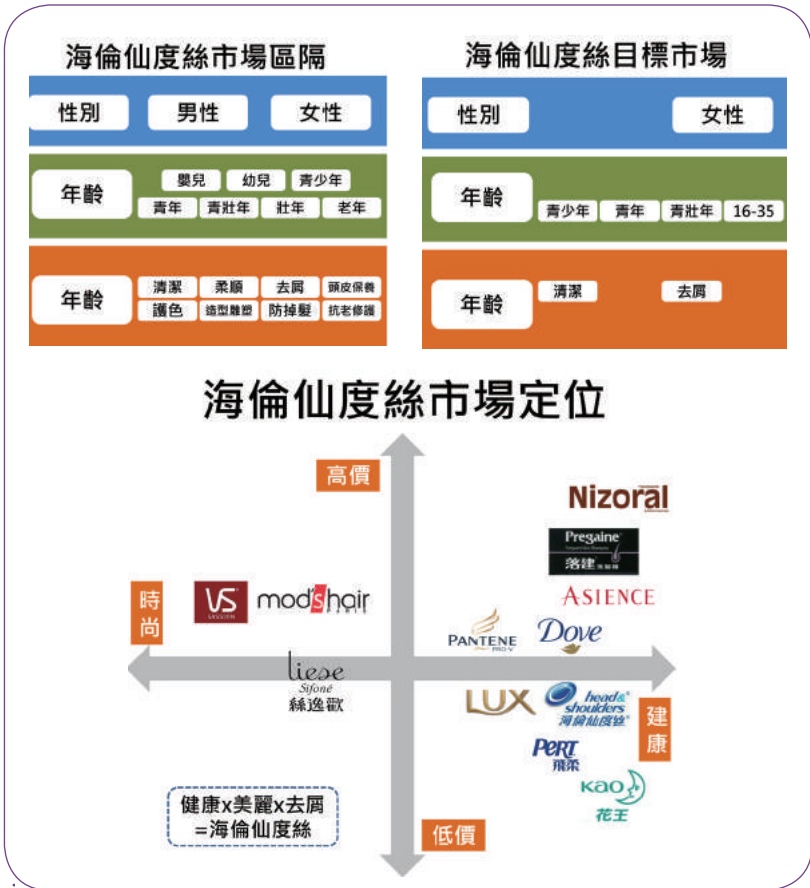 海倫仙度絲市場區隔
性別 男性 女性
年齡
嬰兒 幼兒 青少年
青年 青壯年 壯年 老年
年齡
清潔 柔順 去屑 頭皮保養
護色 造型雕塑 防掉髮 抗老修護
海倫仙度絲目標市場
性別 女性
年齡
青少年 青年 青壯年 16-35
年齡
清潔 去屑
海倫仙度絲市場定位
高價
Nizoral
Pregaine
落建
ASIENCE
時尚
VS
SASSOON
mod's hair
PARIS
PANTENE
PRO-V
Dove
liese
Sifoné
絲逸歡
LUX
head&
shoulders
海倫仙度絲
建康
PERT
飛柔
Kao
花王
健康x美麗x去屑
=海倫仙度絲
低價